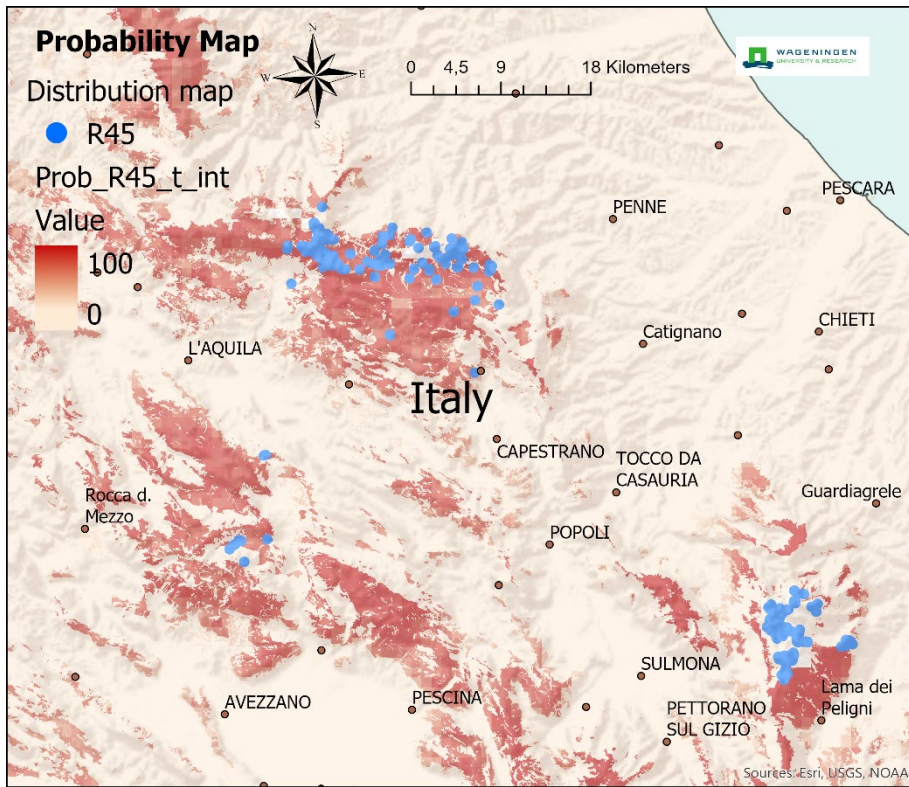 Probability Map
Distribution map
R45
Prob_R45_t_int
Value
100
0
N
W E
S
0 4,5 9 18 Kilometers
WAGENINGEN
UNIVERSITY & RESEARCH
PESCARA
PENNE
CHIETI
Catignano
L'AQUILA
Italy
CAPESTRANO
TOCCO DA
CASAURIA
Guardiagrele
Rocca d.
Mezzo
POPOLI
SULMONA
Lama dei
Peligni
AVEZZANO
PESCINA
PETTORANO
SUL GIZIO
Sources: Esri, USGS, NOAA